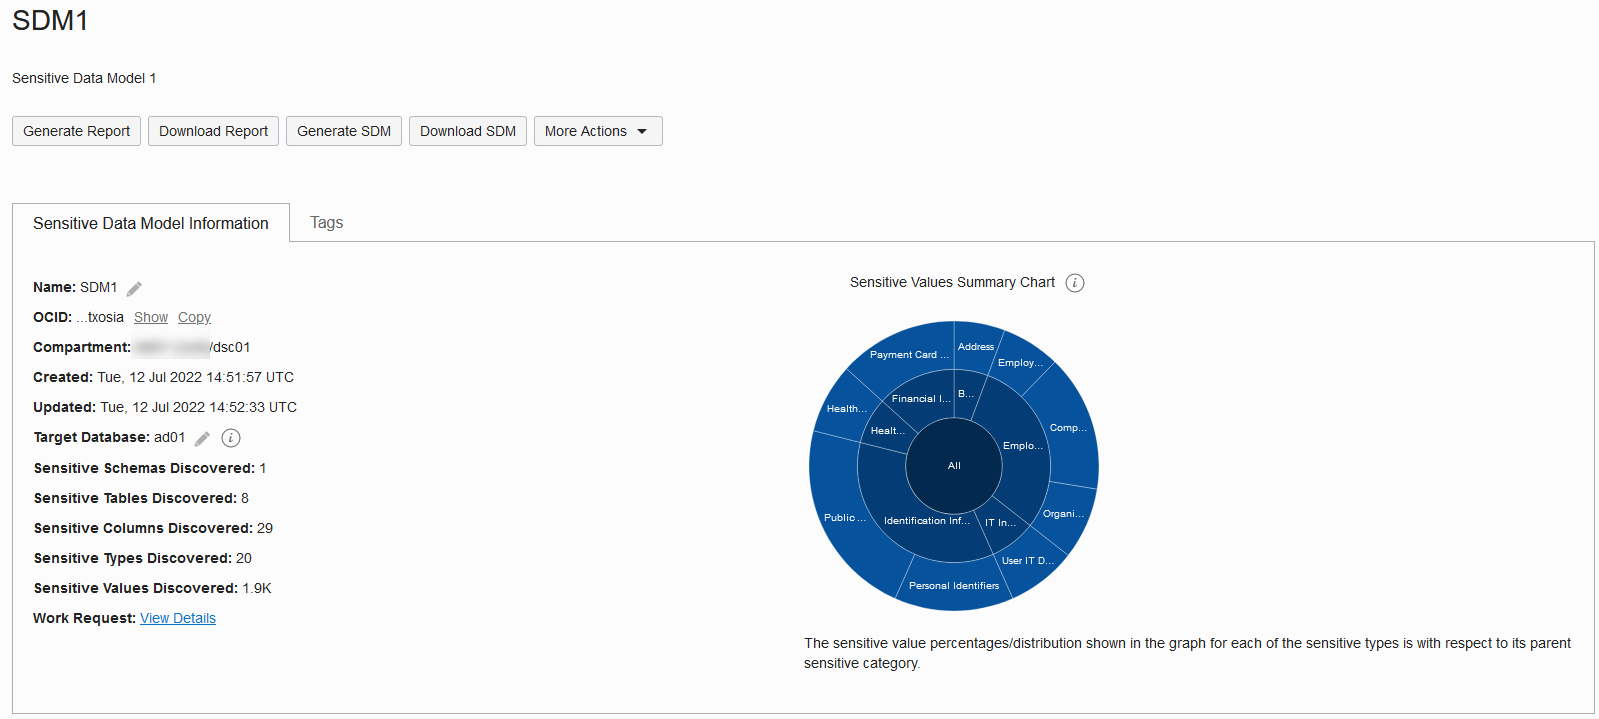 SDM1
Sensitive Data Model 1
Generate Report Download Report Generate SDM Download SDM More Actions
Sensitive Data Model Information Tags
Name: SDM1
OCID: ...txosia Show Copy
Compartment: /dsc01
Created: Tue, 12 Jul 2022 14:51:57 UTC
Updated: Tue, 12 Jul 2022 14:52:33 UTC
Target Database: ad01
Sensitive Schemas Discovered: 1
Sensitive Tables Discovered: 8
Sensitive Columns Discovered: 29
Sensitive Types Discovered: 20
Sensitive Values Discovered: 1.9K
Work Request: View Details
Sensitive Values Summary Chart
Payment Card ...
Address
Employ...
Health...
Financial I...
B...
Comp...
Healt...
Emplo...
All
Public ...
Identification Inf...
IT In...
Organi...
User IT D...
Personal Identifiers
The sensitive value percentages/distribution shown in the graph for each of the sensitive types is with respect to its parent
sensitive category.